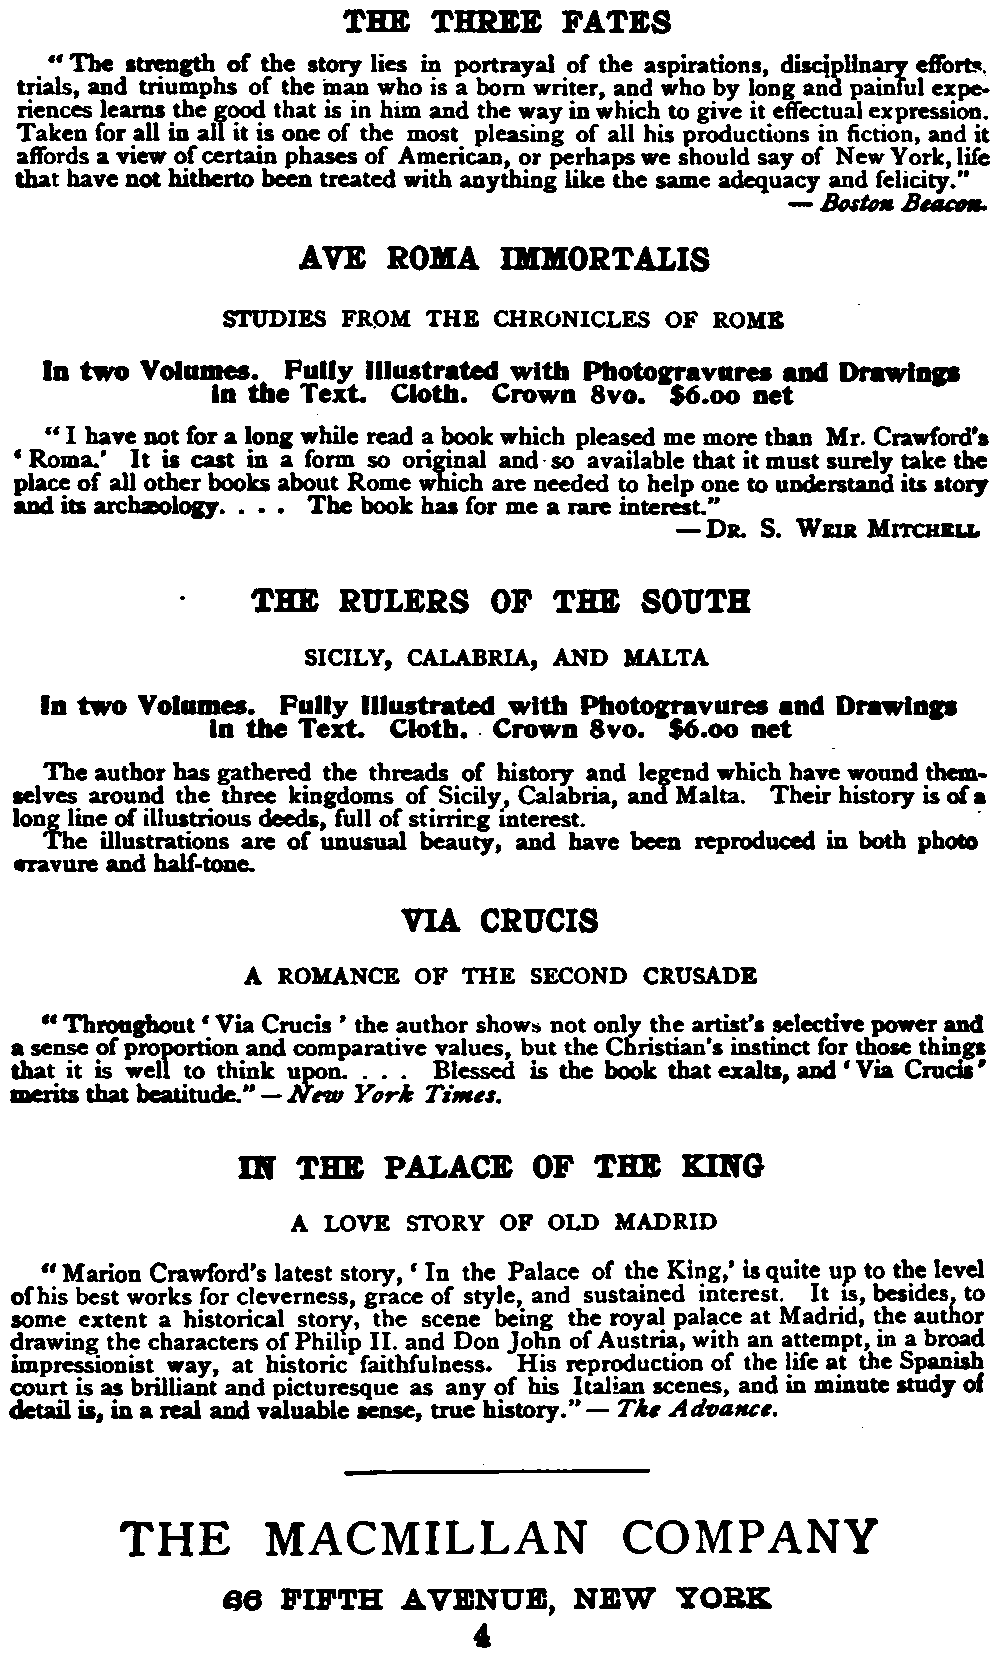 THE THREE FATES
"The strength of the story lies in portrayal of the aspirations, disciplinary efforts,
trials, and triumphs of the man who is a born writer, and who by long and painful expe-
riences learns the good that is in him and the way in which to give it effectual expression.
Taken for all in all it is one of the most pleasing of all his productions in fiction, and it
affords a view of certain phases of American, or perhaps we should say of New York, life
that have not hitherto been treated with anything like the same adequacy and felicity."
— Boston Beacon.
AVE ROMA IMMORTALIS
STUDIES FROM THE CHRONICLES OF ROME
In two Volumes. Fully Illustrated with Photogravures and Drawings
in the Text. Cloth. Crown 8vo. $6.00 net
"I have not for a long while read a book which pleased me more than Mr. Crawford's
'Roma.' It is cast in a form so original and so available that it must surely take the
place of all other books about Rome which are needed to help one to understand its story
and its archæology. . . . The book has for me a rare interest."
— DR. S. WEIR MITCHELL
THE RULERS OF THE SOUTH
SICILY, CALABRIA, AND MALTA
In two Volumes. Fully Illustrated with Photogravures and Drawings
in the Text. Cloth. Crown 8vo. $6.00 net
The author has gathered the threads of history and legend which have wound them-
selves around the three kingdoms of Sicily, Calabria, and Malta. Their history is of a
long line of illustrious deeds, full of stirring interest.
The illustrations are of unusual beauty, and have been reproduced in both photo
gravure and half-tone.
VIA CRUCIS
A ROMANCE OF THE SECOND CRUSADE
"Throughout 'Via Crucis' the author shows not only the artist's selective power and
a sense of proportion and comparative values, but the Christian's instinct for those things
that it is well to think upon. . . . Blessed is the book that exalts, and 'Via Crucis'
merits that beatitude." — New York Times.
IN THE PALACE OF THE KING
A LOVE STORY OF OLD MADRID
"Marion Crawford's latest story, 'In the Palace of the King,' is quite up to the level
of his best works for cleverness, grace of style, and sustained interest. It is, besides, to
some extent a historical story, the scene being the royal palace at Madrid, the author
drawing the characters of Philip II. and Don John of Austria, with an attempt, in a broad
impressionist way, at historic faithfulness. His reproduction of the life at the Spanish
court is as brilliant and picturesque as any of his Italian scenes, and in minute study of
detail is, in a real and valuable sense, true history." — The Advance.
THE MACMILLAN COMPANY
66 FIFTH AVENUE, NEW YORK
4